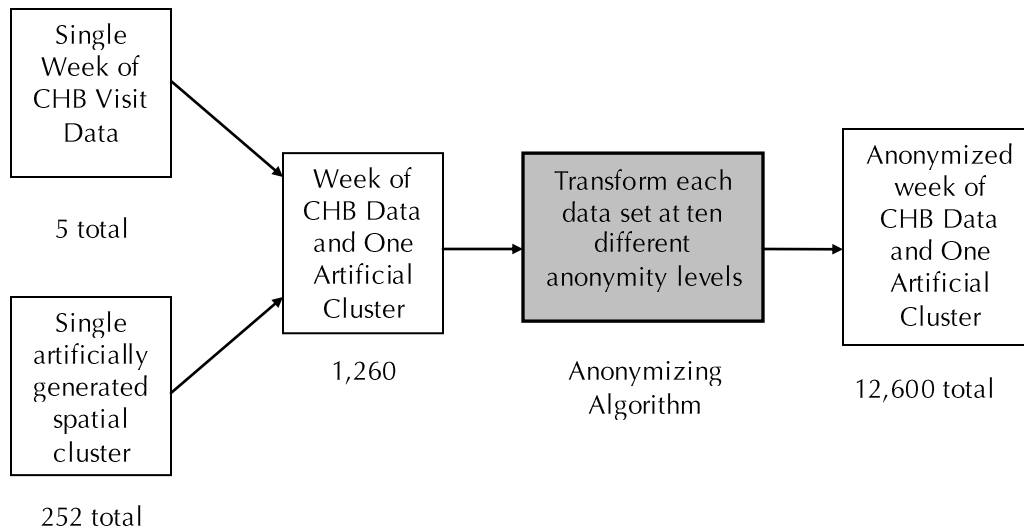 Single
Week of
CHB Visit
Data
5 total
Single
artificially
generated
spatial
cluster
252 total
Week of
CHB Data
and One
Artificial
Cluster
1,260
Transform each
data set at ten
different
anonymity levels
Anonymizing
Algorithm
Anonymized
week of
CHB Data
and One
Artificial
Cluster
12,600 total